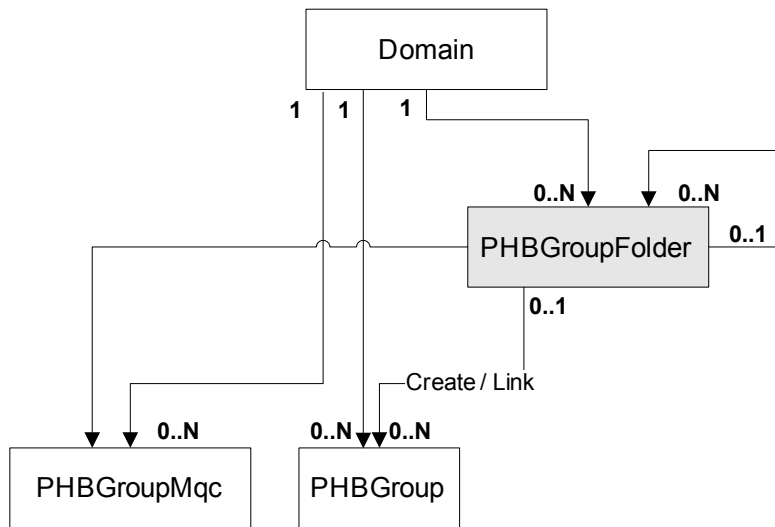 Domain
1 1 1
0..N 0..N
PHBGroupFolder
0..1
0..1
Create / Link
0..N 0..N 0..N
PHBGroupMqc
PHBGroup